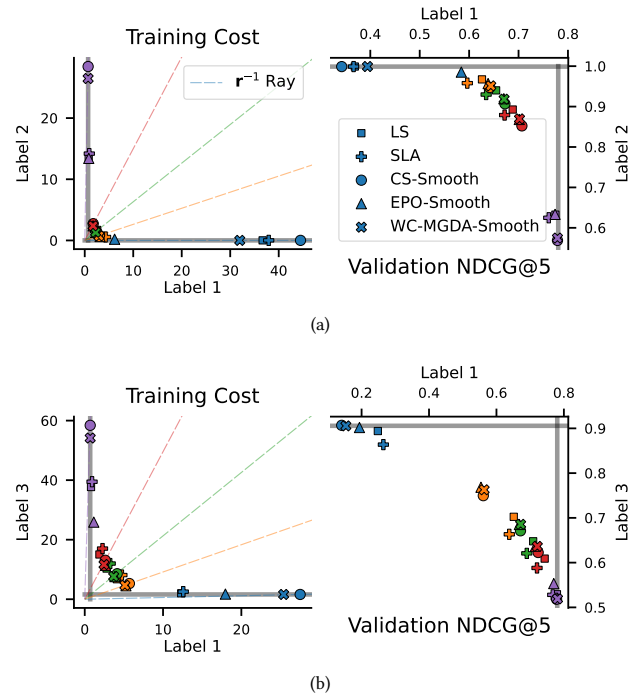 Label 1
0.4 0.6 0.7 0.8
Training Cost
r⁻¹ Ray
Label 2
20
10
0
0 10 20 30 40
Label 1
LS
SLA
CS-Smooth
EPO-Smooth
WC-MGDA-Smooth
1.0
0.9
0.8
0.7
0.6
Label 2
Validation NDCG@5
(a)
Label 1
0.2 0.4 0.6 0.8
Training Cost
Label 3
60
40
20
0
0 10 20
Label 1
0.9
0.8
0.7
0.6
0.5
Label 3
Validation NDCG@5
(b)